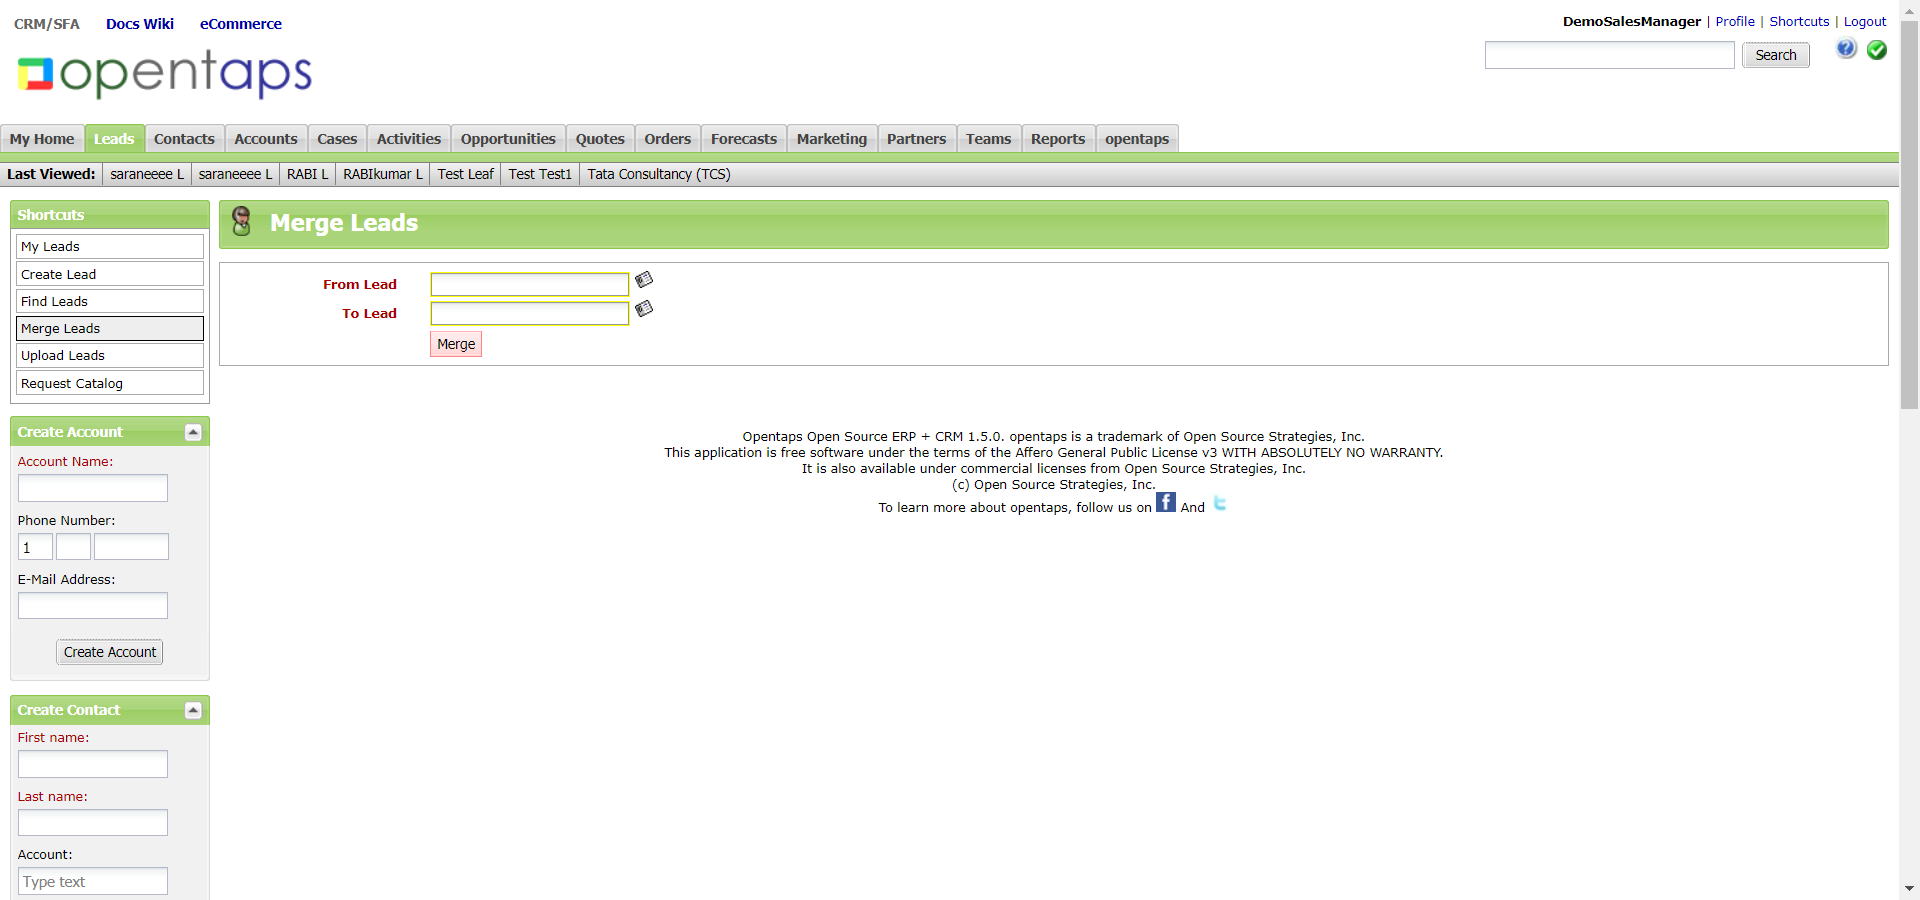 CRM/SFA Docs Wiki eCommerce
DemoSalesManager | Profile | Shortcuts | Logout
opentaps
Search
My Home Leads Contacts Accounts Cases Activities Opportunities Quotes Orders Forecasts Marketing Partners Teams Reports opentaps
Last Viewed: saraneeee L saraneeee L RABI L RABIkumar L Test Leaf Test Test1 Tata Consultancy (TCS)
Shortcuts
My Leads
Create Lead
Find Leads
Merge Leads
Upload Leads
Request Catalog
Merge Leads
From Lead
To Lead
Merge
Create Account
Account Name:
Phone Number:
1
E-Mail Address:
Create Account
Create Contact
First name:
Last name:
Account:
Type text
Opentaps Open Source ERP + CRM 1.5.0. opentaps is a trademark of Open Source Strategies, Inc.
This application is free software under the terms of the Affero General Public License v3 WITH ABSOLUTELY NO WARRANTY.
It is also available under commercial licenses from Open Source Strategies, Inc.
(c) Open Source Strategies, Inc.
To learn more about opentaps, follow us on f And t